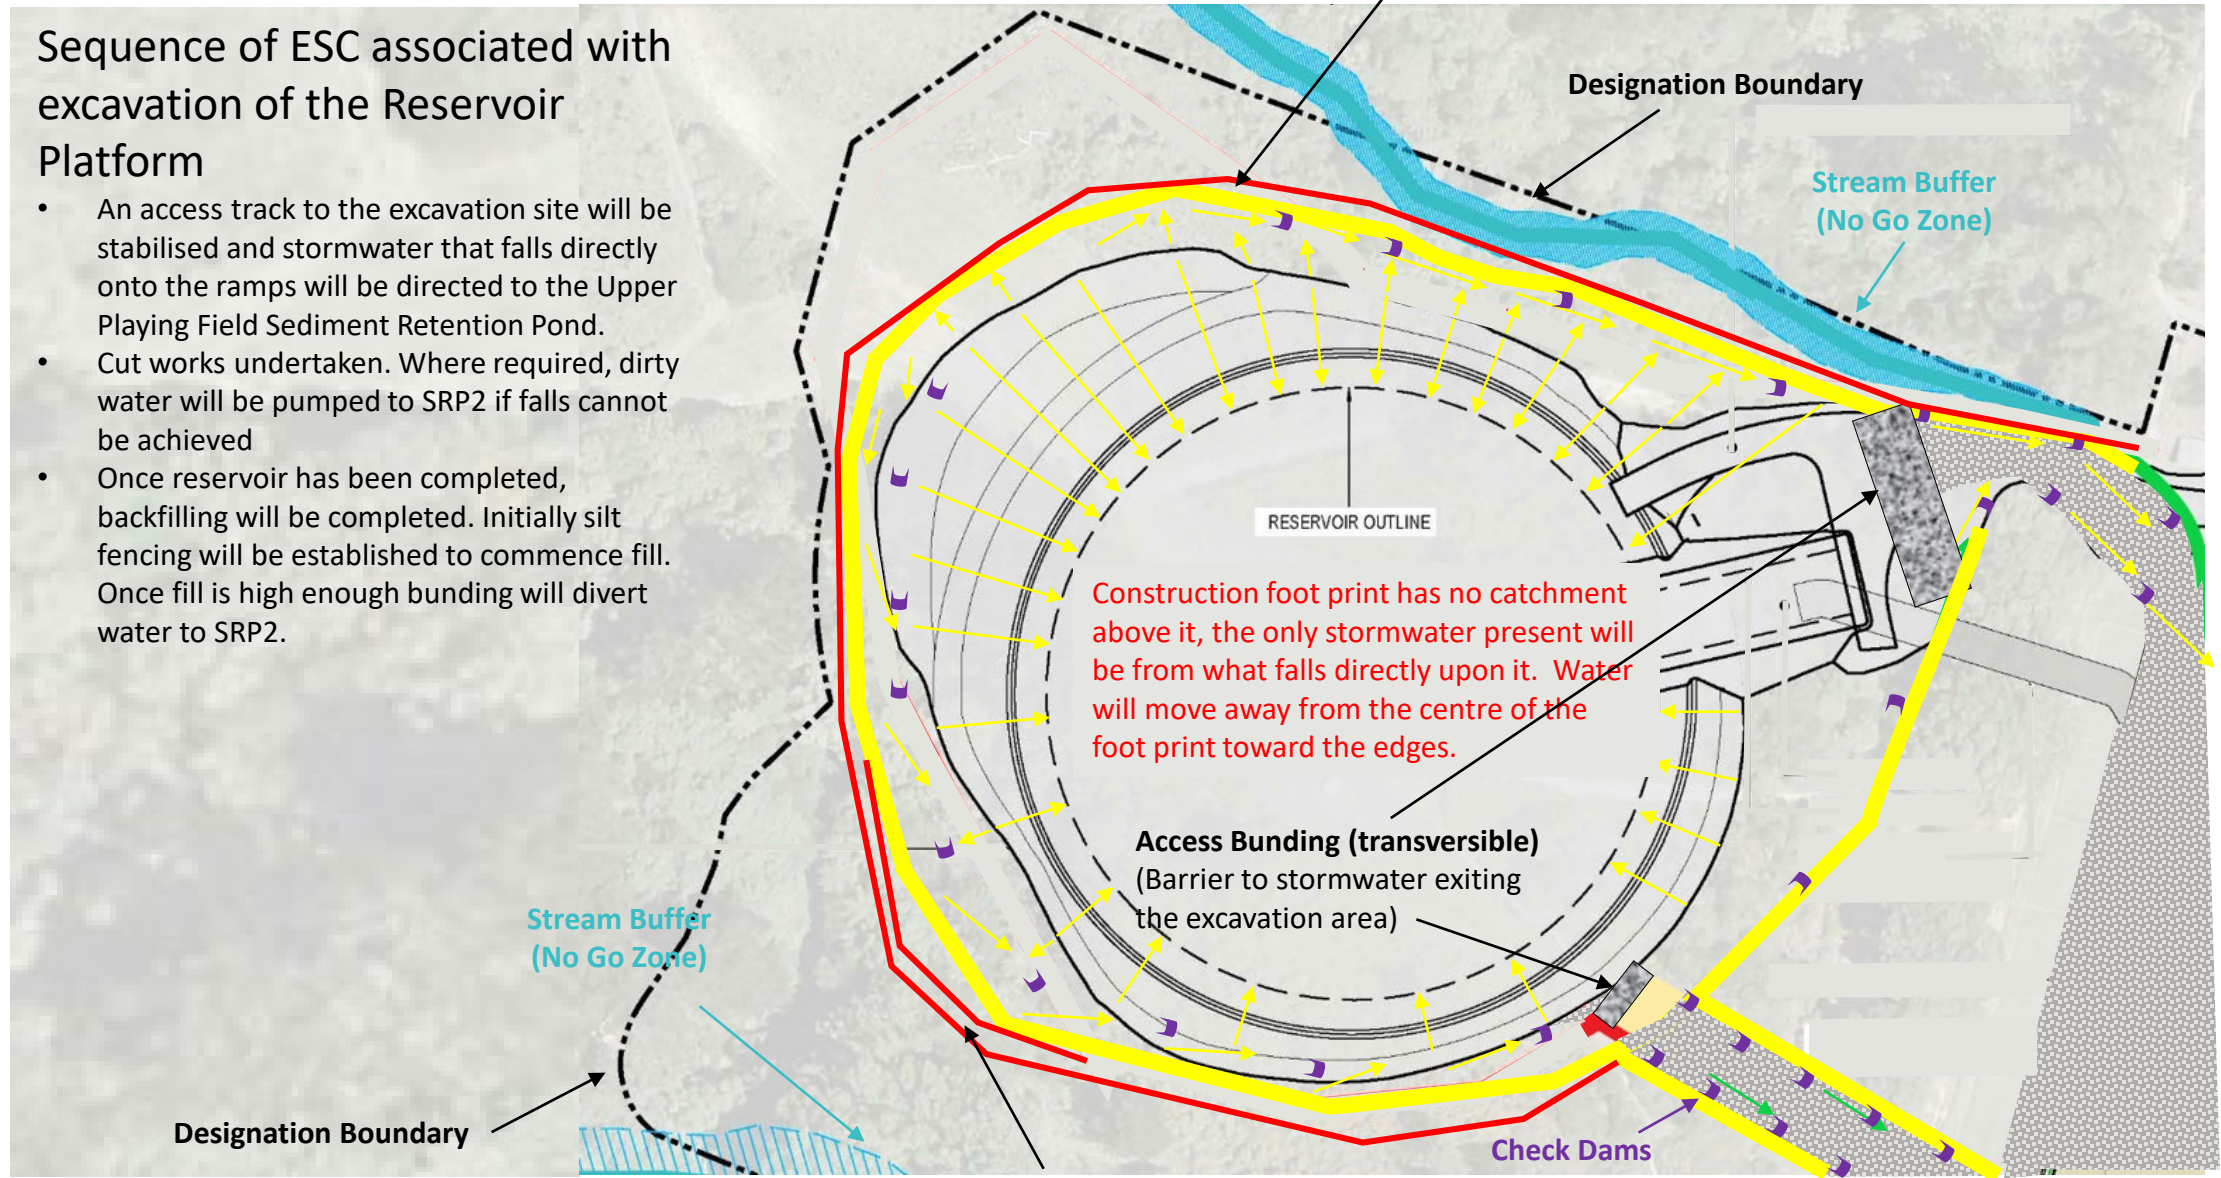 Sequence of ESC associated with
excavation of the Reservoir
Platform
• An access track to the excavation site will be
stabilised and stormwater that falls directly
onto the ramps will be directed to the Upper
Playing Field Sediment Retention Pond.
• Cut works undertaken. Where required, dirty
water will be pumped to SRP2 if falls cannot
be achieved
• Once reservoir has been completed,
backfilling will be completed. Initially silt
fencing will be established to commence fill.
Once fill is high enough bunding will divert
water to SRP2.
Designation Boundary
Stream Buffer
(No Go Zone)
RESERVOIR OUTLINE
Construction foot print has no catchment
above it, the only stormwater present will
be from what falls directly upon it. Water
will move away from the centre of the
foot print toward the edges.
Access Bunding (transversible)
(Barrier to stormwater exiting
the excavation area)
Stream Buffer
(No Go Zone)
Designation Boundary
Check Dams